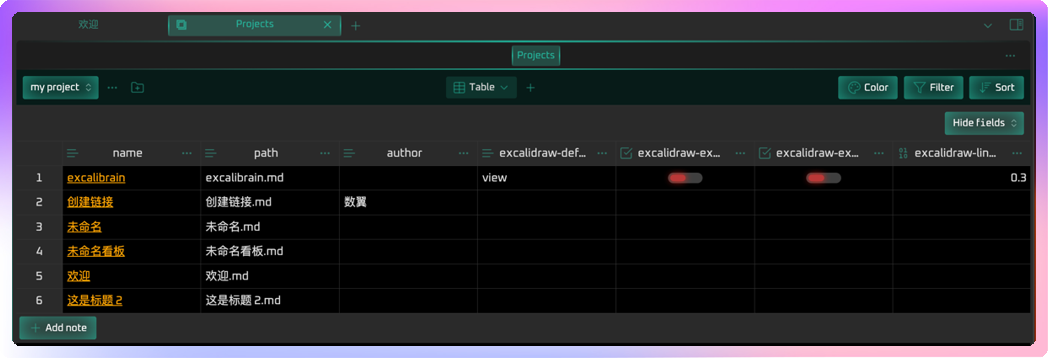 欢迎 Projects
Projects
my project Table Color Filter Sort
Hide fields
name path author excalidraw-def... excalidraw-ex... excalidraw-ex... excalidraw-lin...
1 excalibrain excalibrain.md view 0.3
2 创建链接 创建链接.md 数翼
3 未命名 未命名.md
4 未命名看板 未命名看板.md
5 欢迎 欢迎.md
6 这是标题 2 这是标题 2.md
Add note